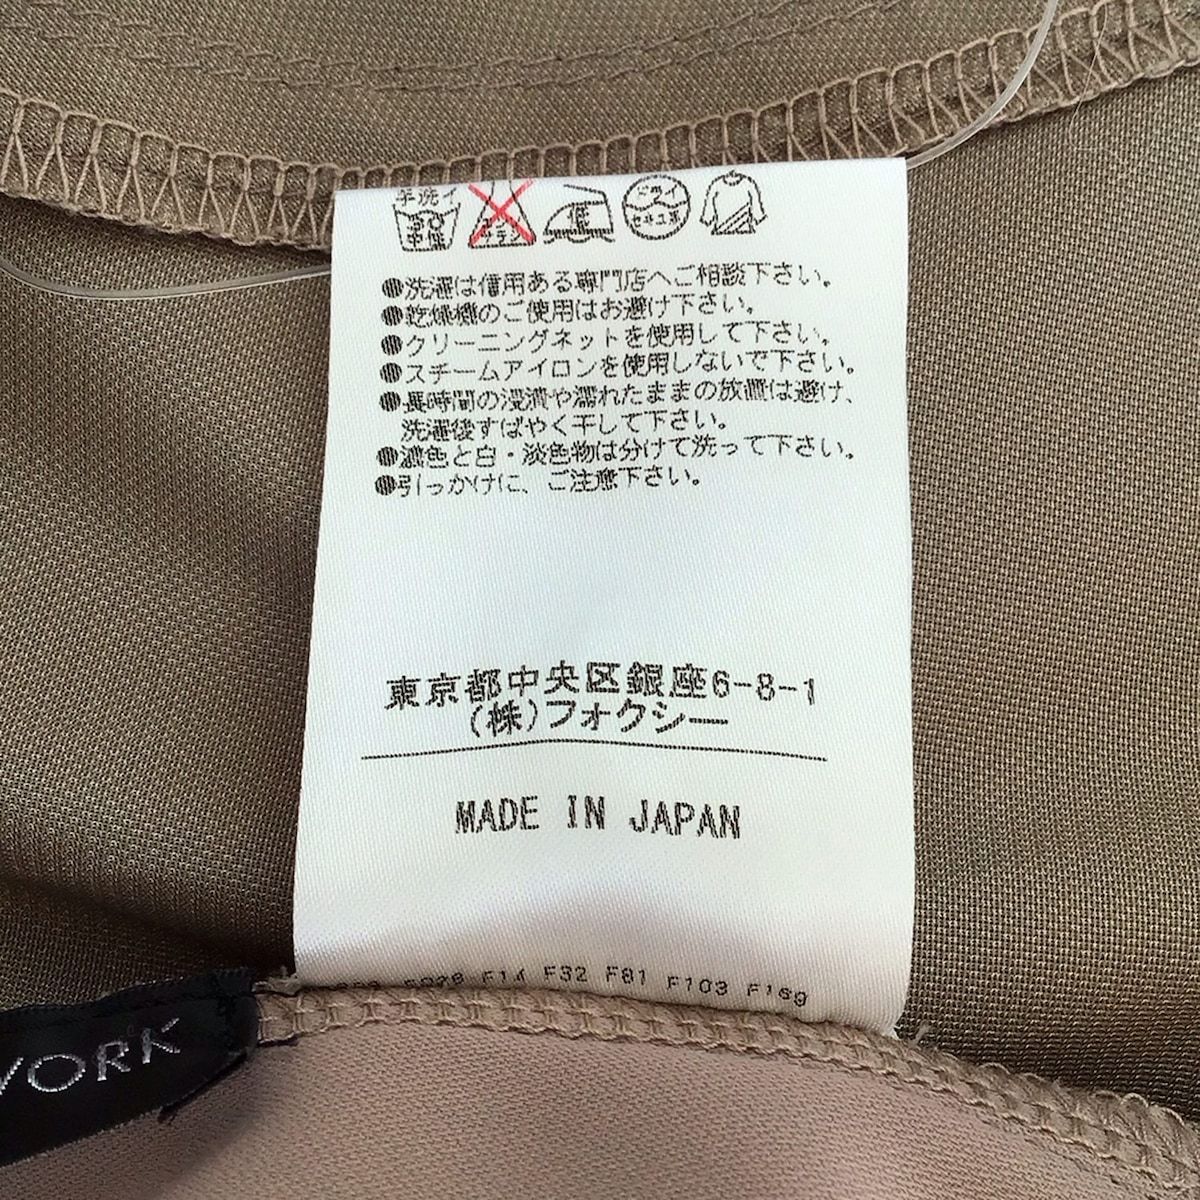 手洗イ
30
中性
エンソ
サラシ
低
ドライ
セキユ系
●洗濯は信用ある専門店へご相談下さい。
●乾燥機のご使用はお避け下さい。
●クリーニングネットを使用して下さい。
●スチームアイロンを使用しないで下さい。
●長時間の浸漬や濡れたままの放置は避け、
洗濯後すばやく干して下さい。
●濃色と白・淡色物は分けて洗って下さい。
●引っかけに、ご注意下さい。
東京都中央区銀座6-8-1
(株)フォクシー
MADE IN JAPAN
F14 F32 F81 F103 F169
YORK